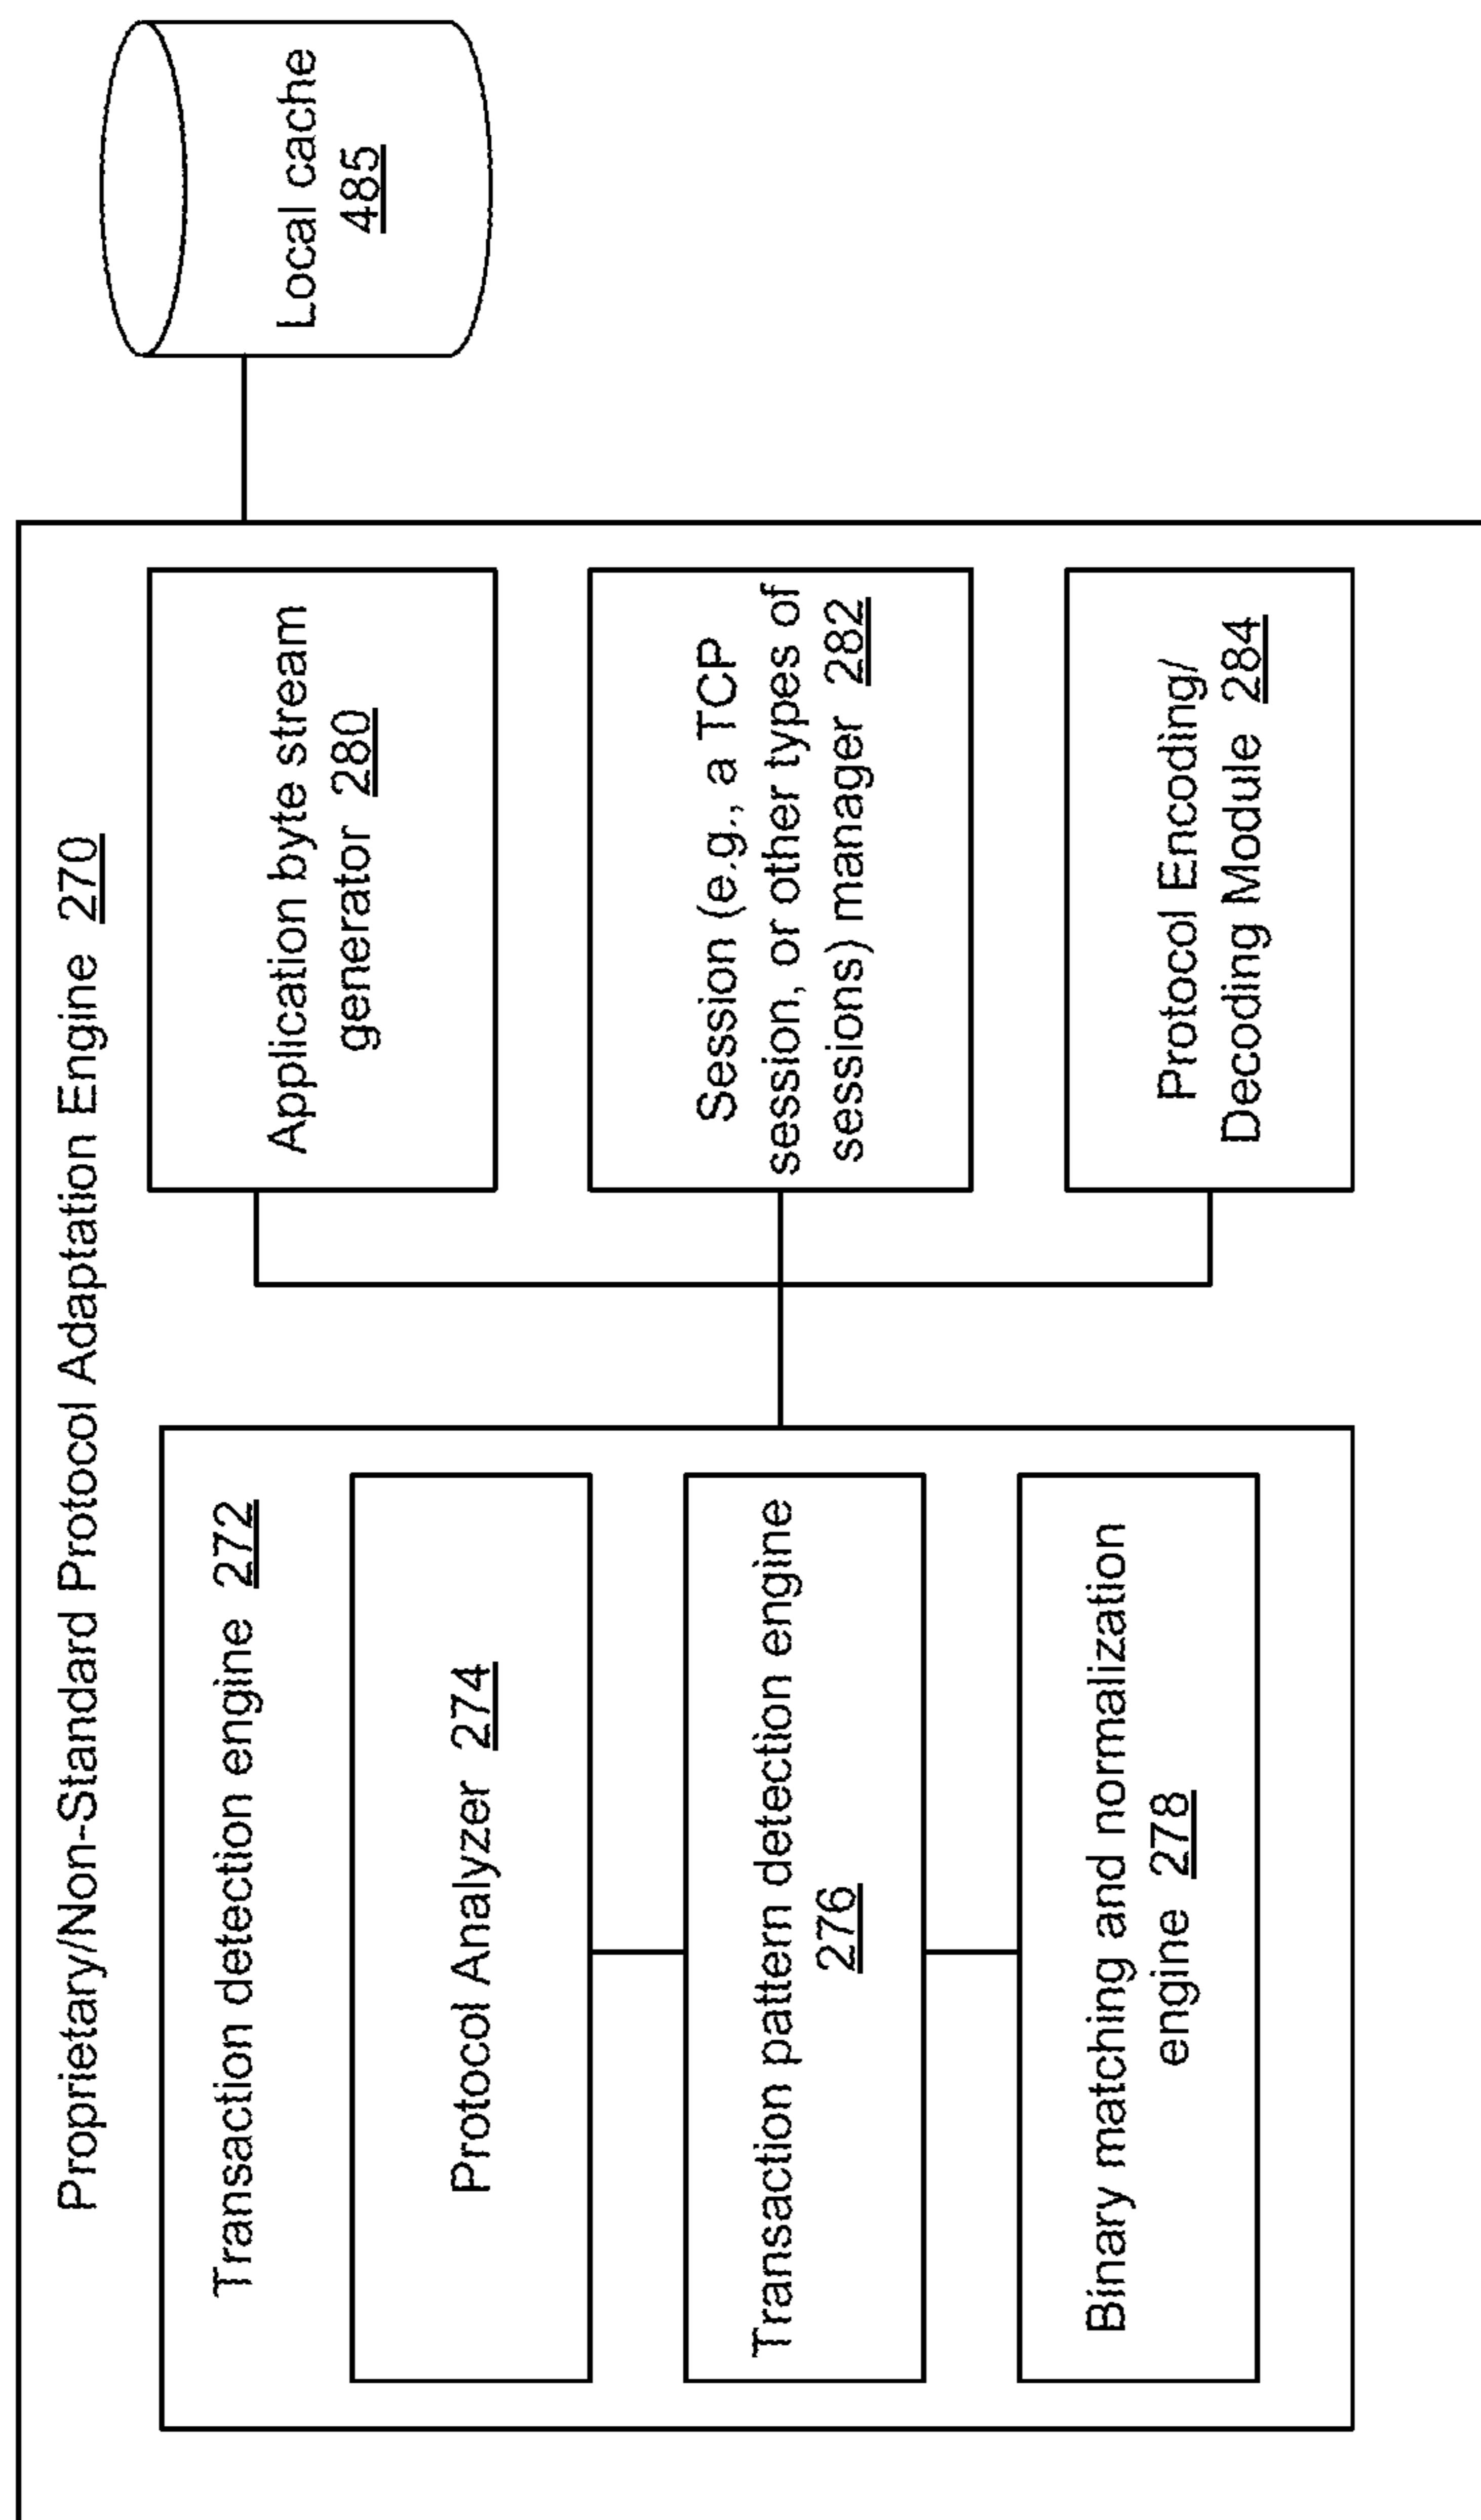 Proprietary/Non-Standard Protocol Adaptation Engine 270
Transaction detection engine 272
Protocol Analyzer 274
Transaction pattern detection engine
276
Binary matching and normalization
engine 278
Application byte stream
generator 280
Session (e.g., a TCP
session, or other types of
sessions) manager 282
Protocol Encoding/
Decoding Module 284
Local cache
485